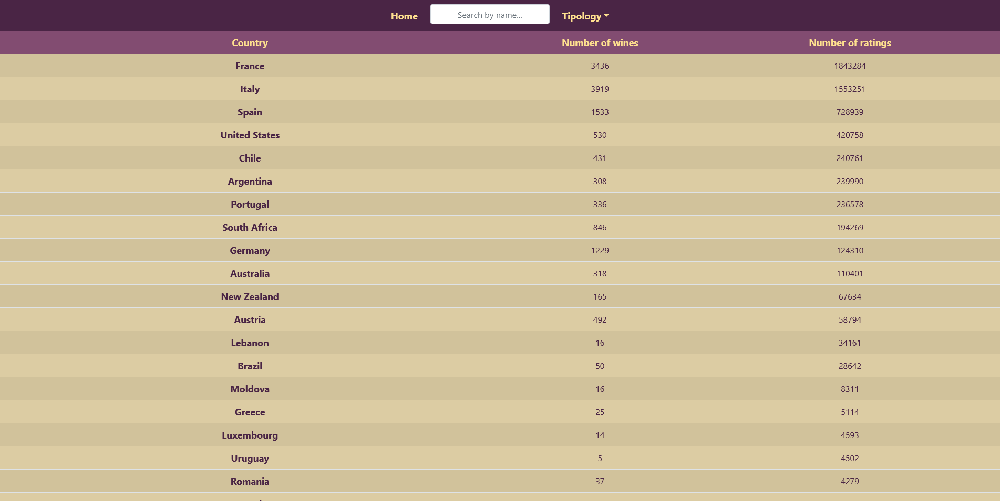 Home Search by name... Tipology
Country Number of wines Number of ratings
France 3436 1843284
Italy 3919 1553251
Spain 1533 728939
United States 530 420758
Chile 431 240761
Argentina 308 239990
Portugal 336 236578
South Africa 846 194269
Germany 1229 124310
Australia 318 110401
New Zealand 165 67634
Austria 492 58794
Lebanon 16 34161
Brazil 50 28642
Moldova 16 8311
Greece 25 5114
Luxembourg 14 4593
Uruguay 5 4502
Romania 37 4279